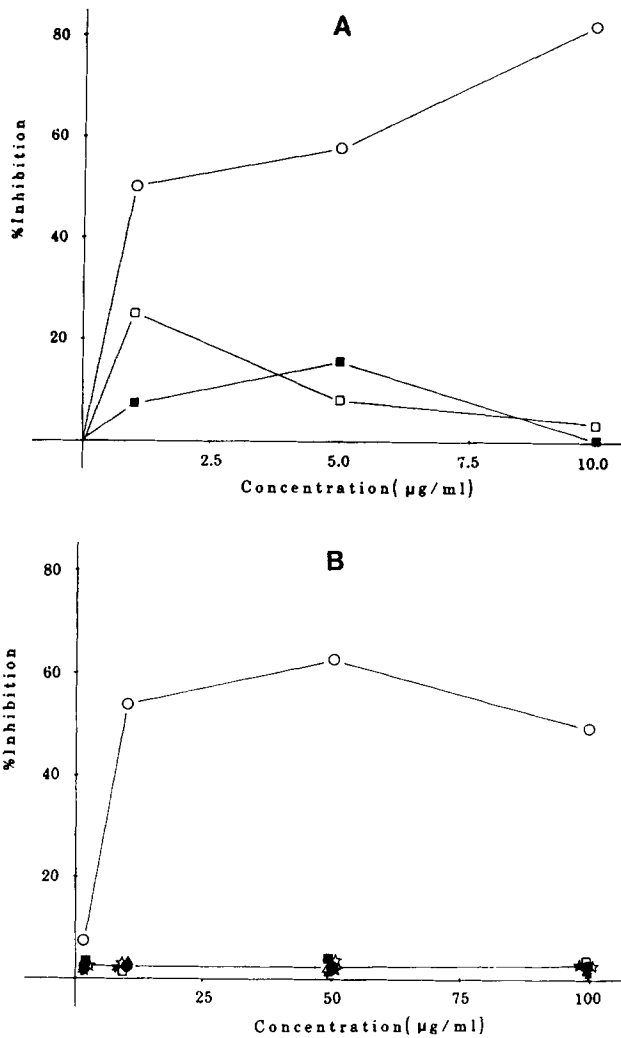 A
80
60
40
20
%Inhibition
2.5 5.0 7.5 10.0
Concentration(μg/ml)
B
80
60
40
20
%Inhibition
25 50 75 100
Concentration(μg/ml)